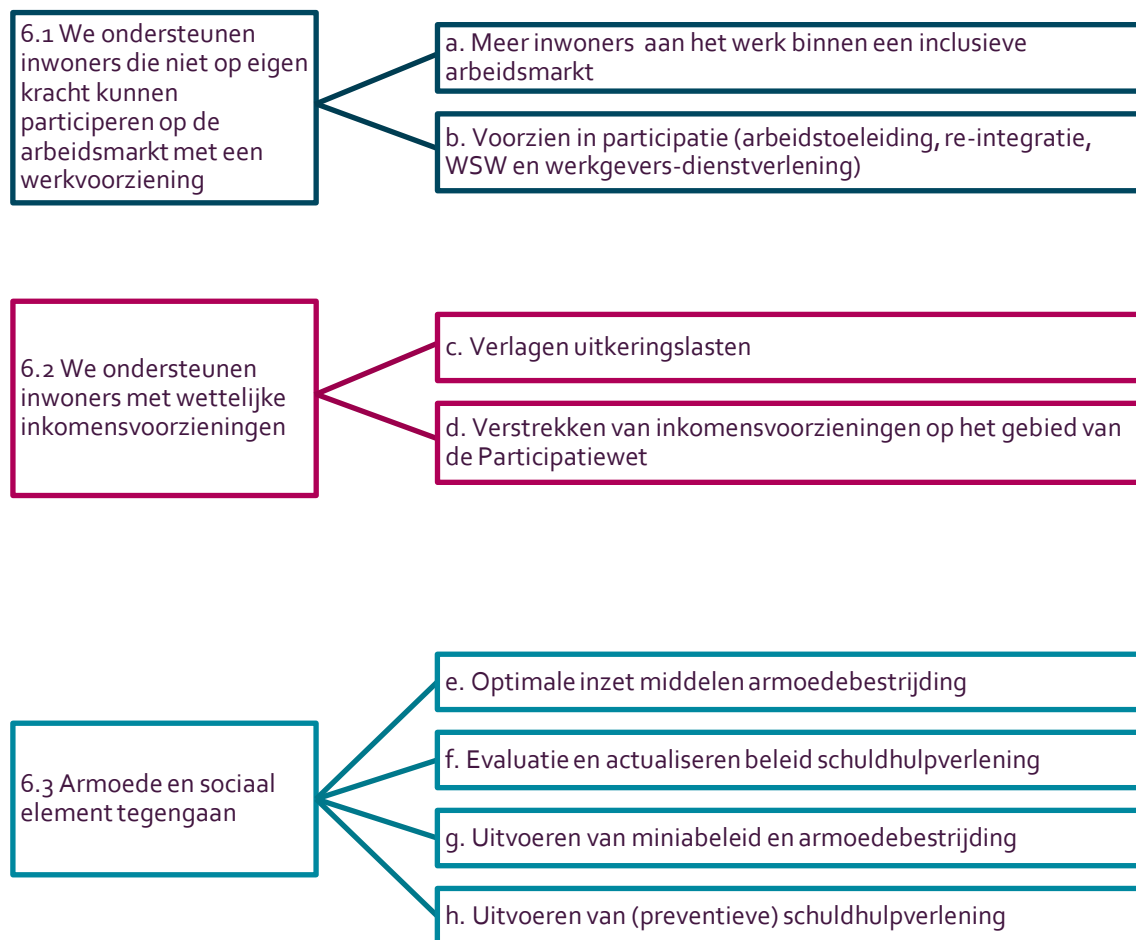 6.1 We ondersteunen
inwoners die niet op eigen
kracht kunnen
participeren op de
arbeidsmarkt met een
werkvoorziening
a. Meer inwoners aan het werk binnen een inclusieve
arbeidsmarkt
b. Voorzien in participatie (arbeidstoeleiding, re-integratie,
WSW en werkgevers-dienstverlening)
6.2 We ondersteunen
inwoners met wettelijke
inkomensvoorzieningen
c. Verlagen uitkeringslasten
d. Verstrekken van inkomensvoorzieningen op het gebied van
de Participatiewet
6.3 Armoede en sociaal
element tegengaan
e. Optimale inzet middelen armoedebestrijding
f. Evaluatie en actualiseren beleid schuldhulpverlening
g. Uitvoeren van miniabeleid en armoedebestrijding
h. Uitvoeren van (preventieve) schuldhulpverlening